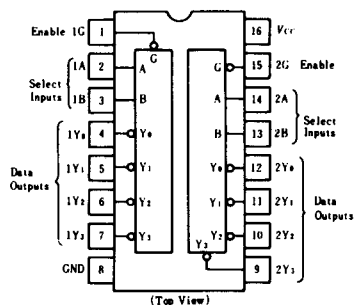 Enable 1G 1 16 VCC
G
1A 2 A G 15 2G Enable
Select Inputs
1B 3 B A 14 2A
Select Inputs
1Y0 4 Y0 B 13 2B
1Y1 5 Y1 Y0 12 2Y0
Data Outputs
1Y2 6 Y2 Y1 11 2Y1
Data Outputs
1Y3 7 Y3 Y2 10 2Y2
Y3
GND 8 9 2Y3
(Top View)